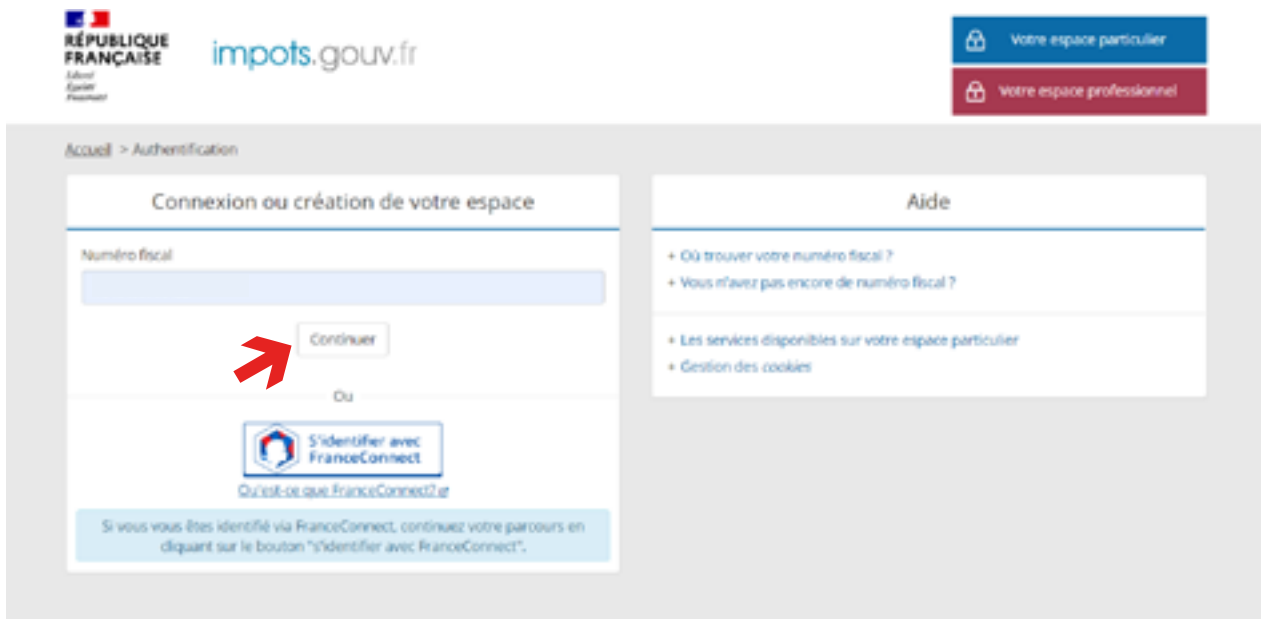 RÉPUBLIQUE
FRANÇAISE
Liberté
Égalité
Fraternité
impots.gouv.fr
Votre espace particulier
Votre espace professionnel
Accueil > Authentification
Connexion ou création de votre espace
Numéro fiscal
Continuer
Ou
S'identifier avec
FranceConnect
Qu'est-ce que FranceConnect?
Si vous vous êtes identifié via FranceConnect, continuez votre parcours en
cliquant sur le bouton "s'identifier avec FranceConnect".
Aide
+ Où trouver votre numéro fiscal ?
+ Vous n'avez pas encore de numéro fiscal ?
+ Les services disponibles sur votre espace particulier
+ Gestion des cookies